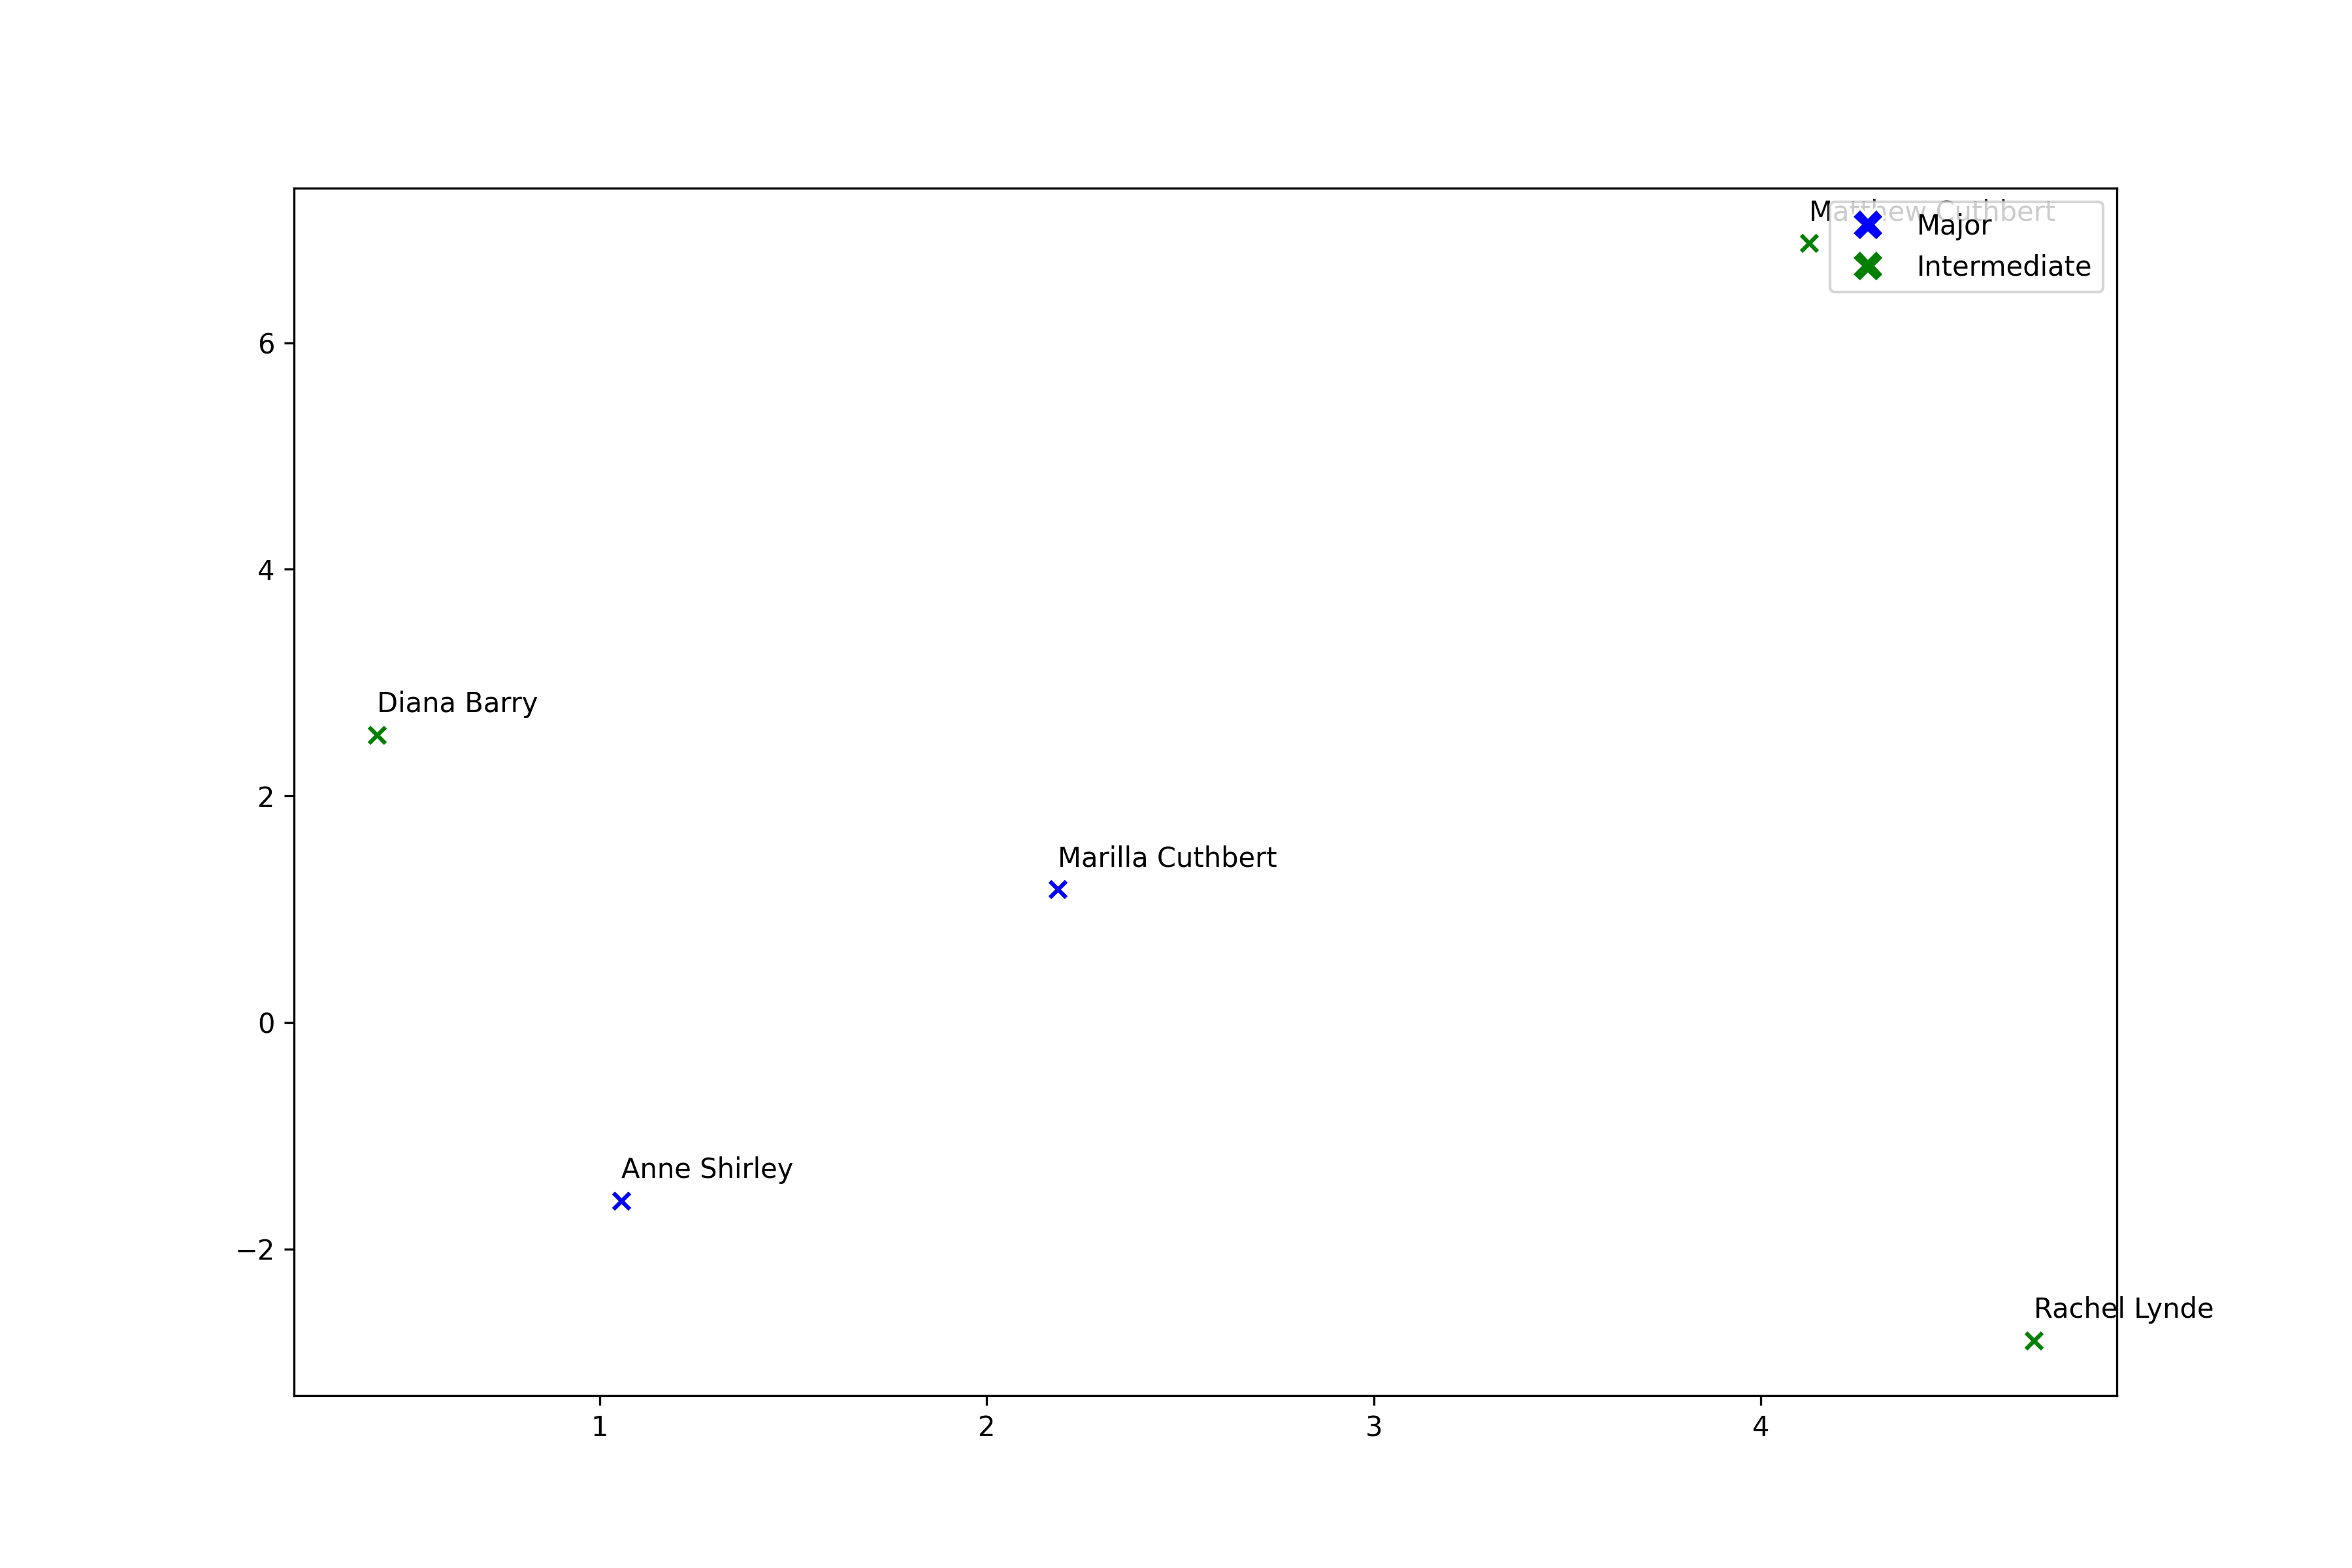 Matthew Cuthbert
Major
Intermediate
6
4
Diana Barry
2
Marilla Cuthbert
0
Anne Shirley
−2
Rachel Lynde
1 2 3 4